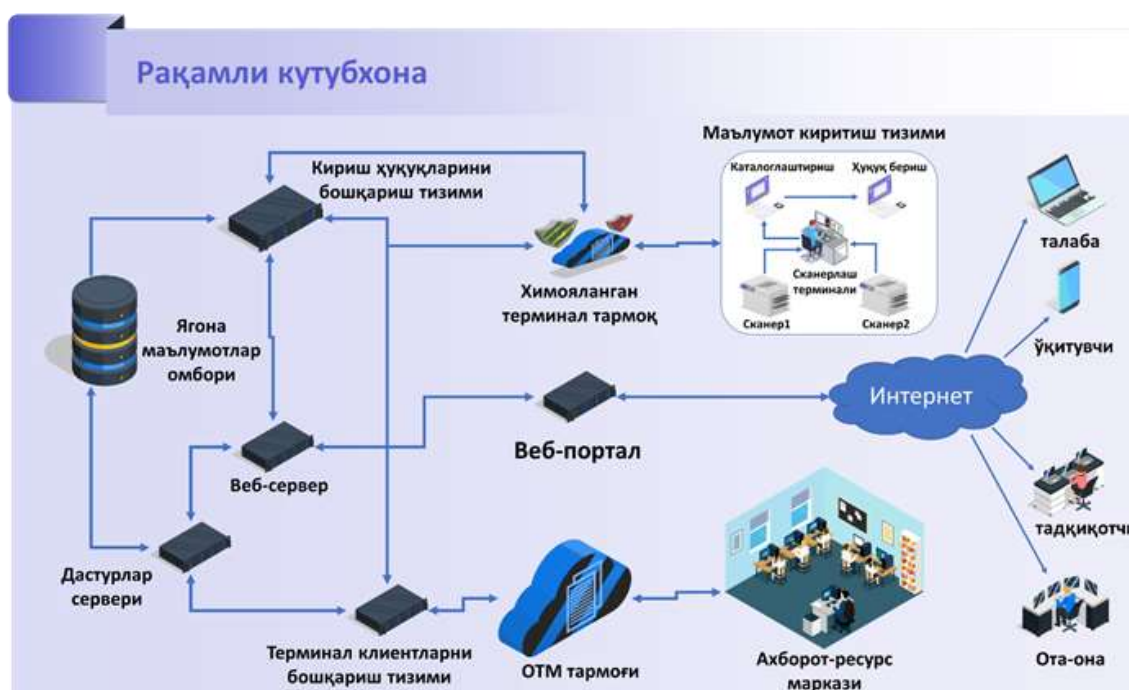 Рақамли кутубхона
Маълумот киритиш тизими
Кириш ҳуқуқларини
бошқариш тизими
Каталоглаштириш
Ҳуқуқ бериш
Сканерлаш
терминали
Сканер1
Сканер2
Химояланган
терминал тармоқ
талаба
ўқитувчи
Ягона
маълумотлар
омбори
Интернет
Веб-портал
Веб-сервер
тадқиқотчи
Дастурлар
сервери
Терминал клиентларни
бошқариш тизими
ОТМ тармоғи
Ахборот-ресурс
маркази
Ота-она